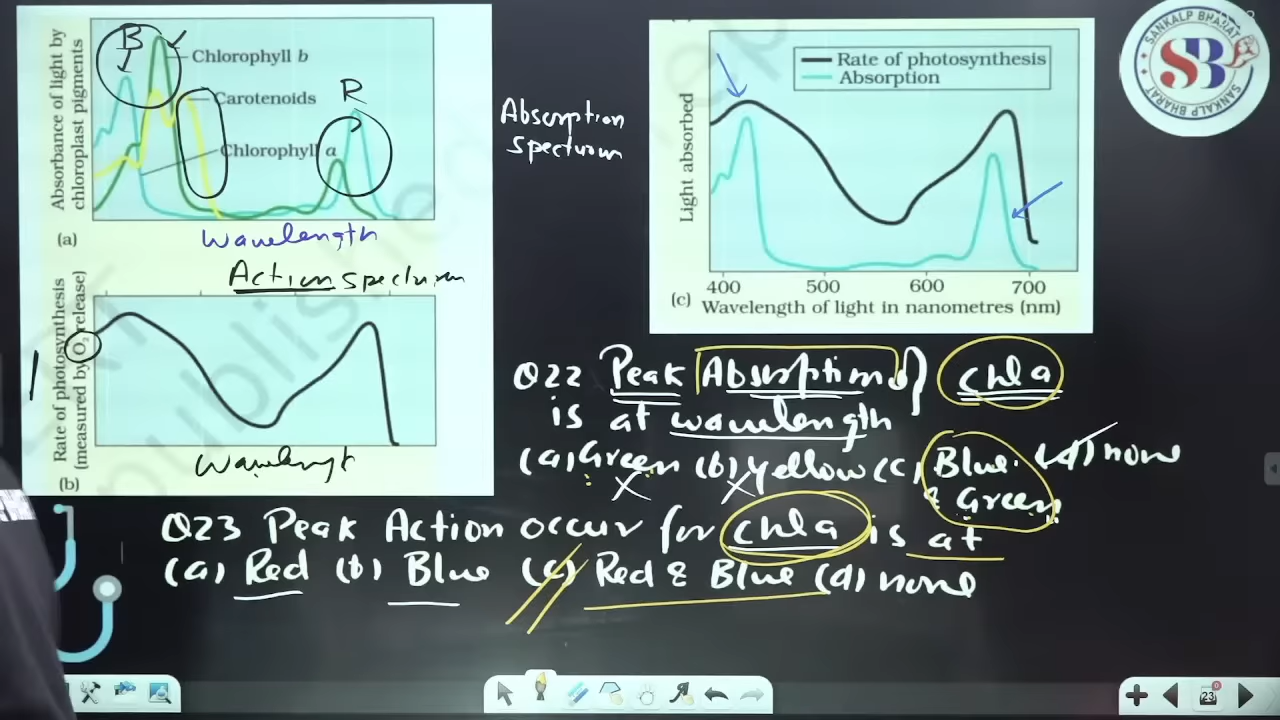 Absorbance of light by
chloroplast pigments
B
Chlorophyll b
Carotenoids
R
Chlorophyll a
(a)
Wavelength
Action spectrum
Rate of photosynthesis
(measured by O2 release)
(b)
Wavelength
Absorption
spectrum
Rate of photosynthesis
Absorption
Light absorbed
400 500 600 700
(c) Wavelength of light in nanometres (nm)
SANKALP BHARAT
SB
SANKALP BHARAT
Q22 Peak Absorption of chl a
is at wavelength
(a) Green (b) Yellow (c) Blue (d) none
& Green
Q23 Peak Action occur for chl a is at
(a) Red (b) Blue (c) Red & Blue (d) none
23